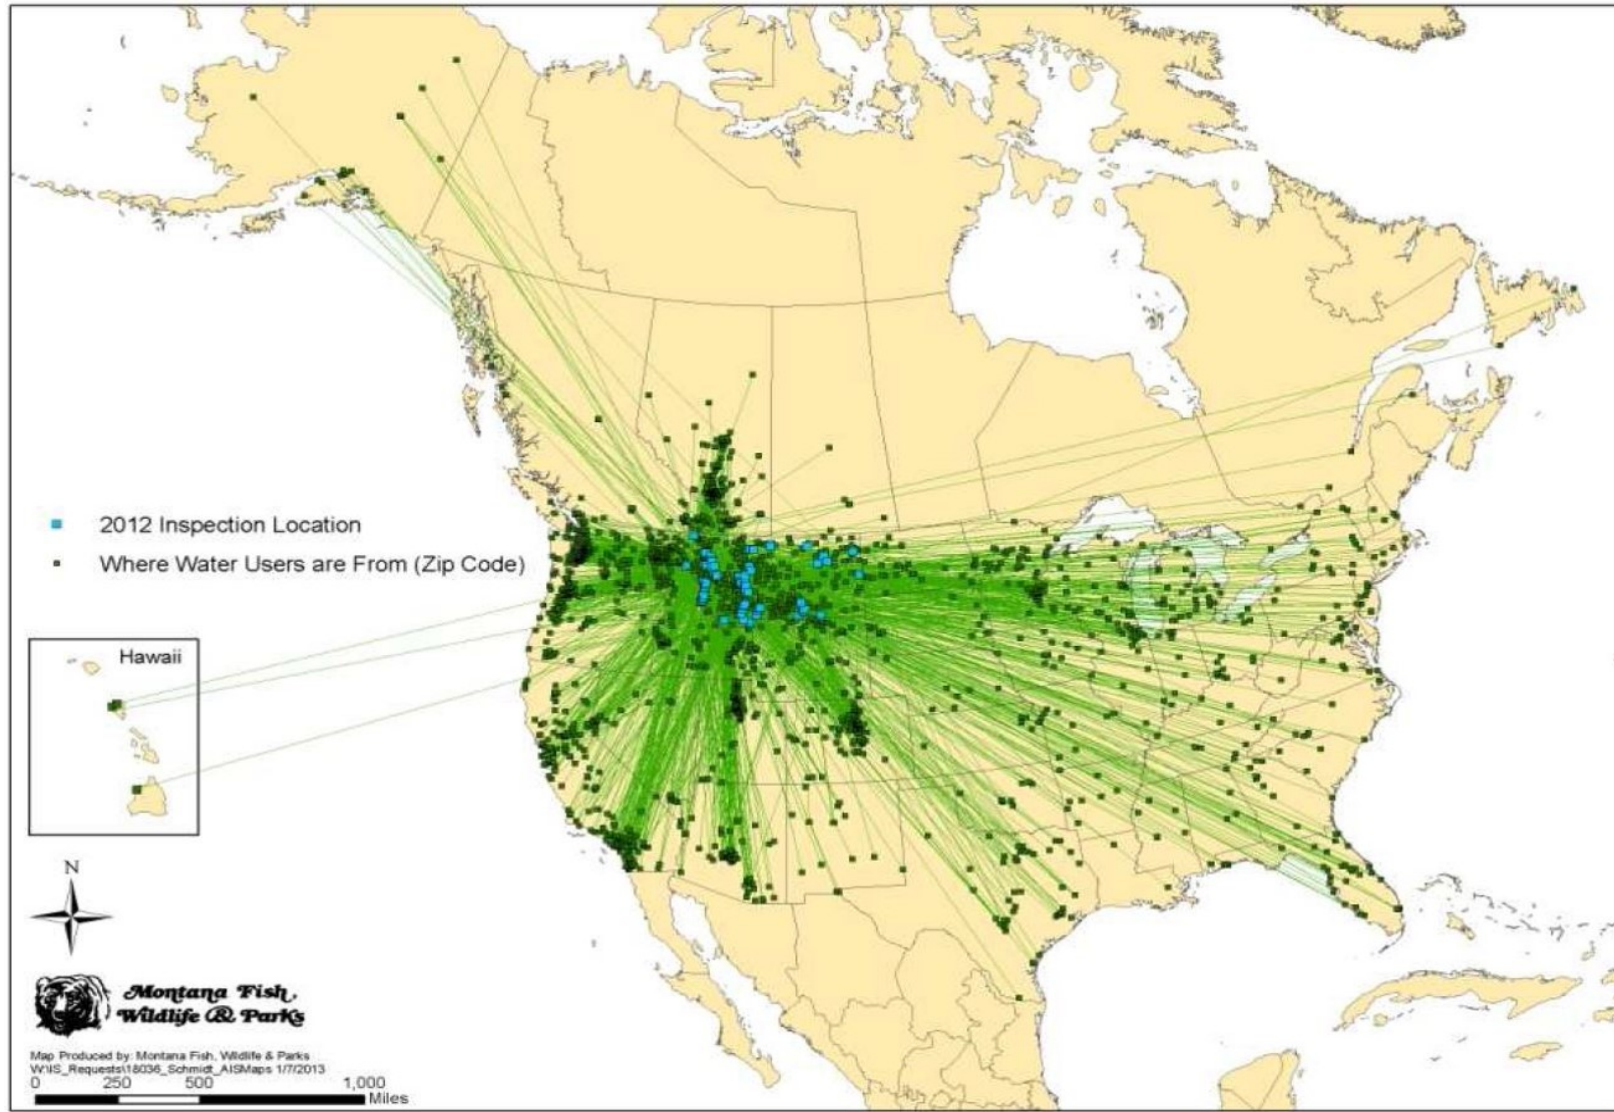 2012 Inspection Location
Where Water Users are From (Zip Code)
Hawaii
N
Montana Fish,
Wildlife & Parks
Map Produced by: Montana Fish, Wildlife & Parks
W:\IS_Requests\18036_Schmidt_AISMaps 1/7/2013
0 250 500 1,000
Miles